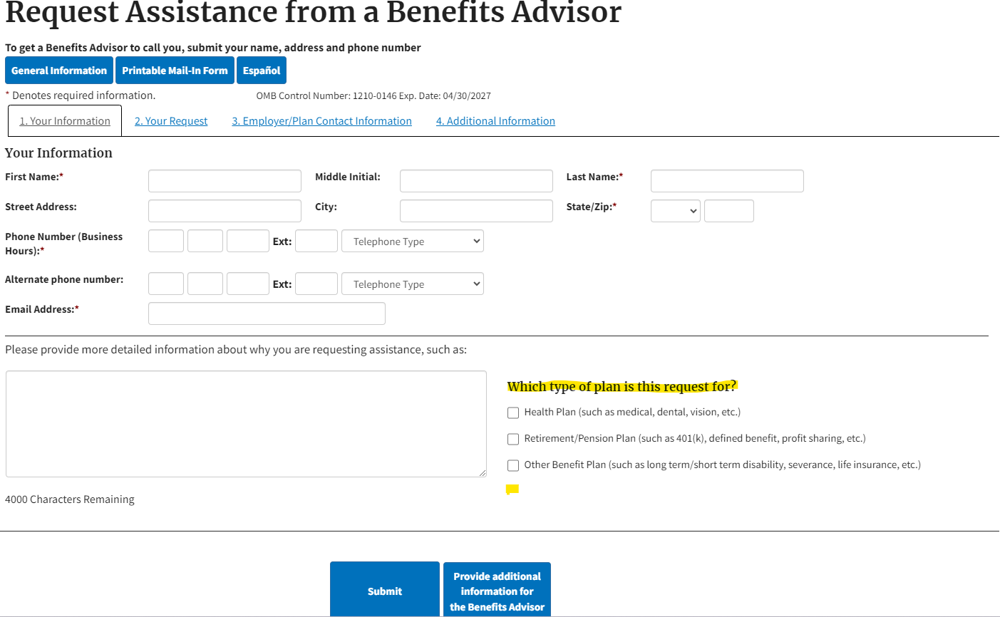 Request Assistance from a Benefits Advisor
To get a Benefits Advisor to call you, submit your name, address and phone number
General Information Printable Mail-In Form Español
* Denotes required information. OMB Control Number: 1210-0146 Exp. Date: 04/30/2027
1. Your Information 2. Your Request 3. Employer/Plan Contact Information 4. Additional Information
Your Information
First Name:* Middle Initial: Last Name:*
Street Address: City: State/Zip:*
Phone Number (Business
Hours):* Ext: Telephone Type
Alternate phone number: Ext: Telephone Type
Email Address:*
Please provide more detailed information about why you are requesting assistance, such as:
Which type of plan is this request for?
Health Plan (such as medical, dental, vision, etc.)
Retirement/Pension Plan (such as 401(k), defined benefit, profit sharing, etc.)
Other Benefit Plan (such as long term/short term disability, severance, life insurance, etc.)
4000 Characters Remaining
Submit
Provide additional
information for
the Benefits Advisor